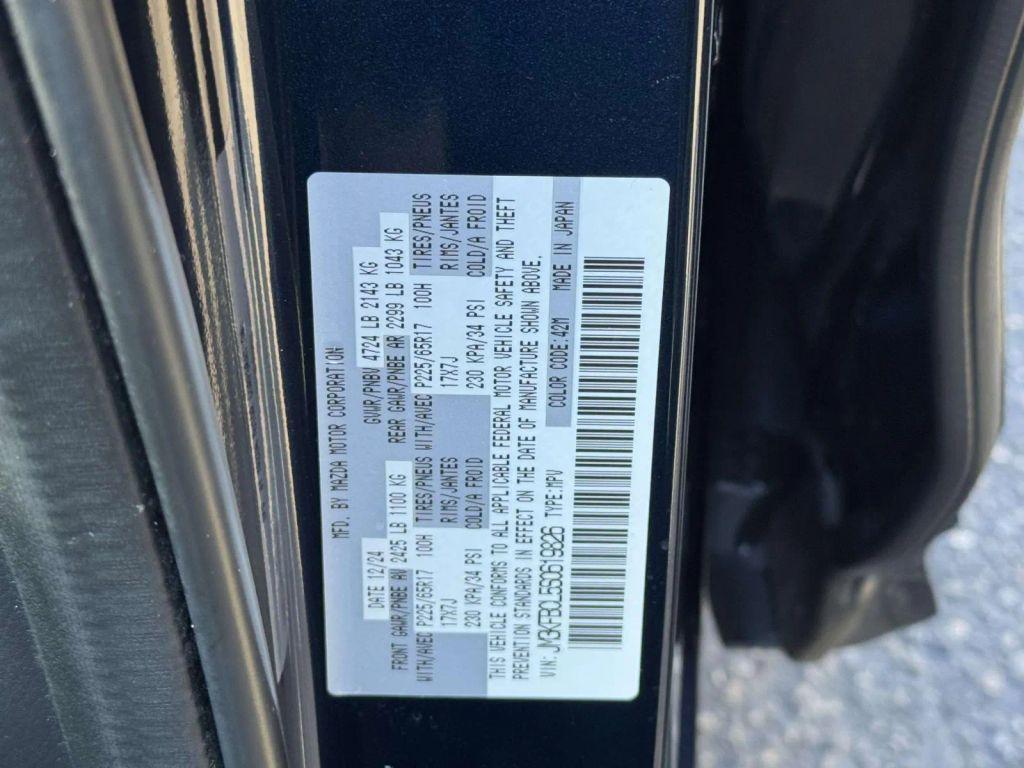 MFD. BY MAZDA MOTOR CORPORATION
DATE 12/24 GVWR/PNBV 4724 LB 2143 KG
FRONT GAWR/PNBE AV 2425 LB 1100 KG REAR GAWR/PNBE AR 2299 LB 1043 KG
WITH/AVEC P225/65R17 100H TIRES/PNEUS WITH/AVEC P225/65R17 100H TIRES/PNEUS
17X7J RIMS/JANTES 17X7J RIMS/JANTES
230 KPA/34 PSI COLD/A FROID 230 KPA/34 PSI COLD/A FROID
THIS VEHICLE CONFORMS TO ALL APPLICABLE FEDERAL MOTOR VEHICLE SAFETY AND THEFT
PREVENTION STANDARDS IN EFFECT ON THE DATE OF MANUFACTURE SHOWN ABOVE.
VIN: JM3KFBCL5S0619826 TYPE:MPV COLOR CODE:42M MADE IN JAPAN